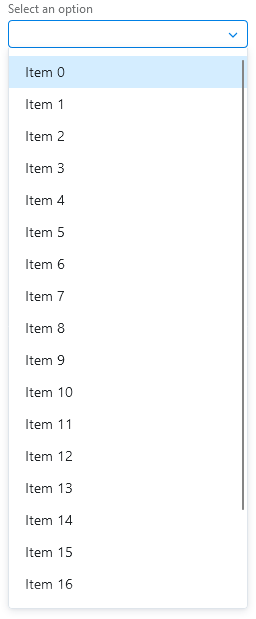 Select an option
Item 0
Item 1
Item 2
Item 3
Item 4
Item 5
Item 6
Item 7
Item 8
Item 9
Item 10
Item 11
Item 12
Item 13
Item 14
Item 15
Item 16